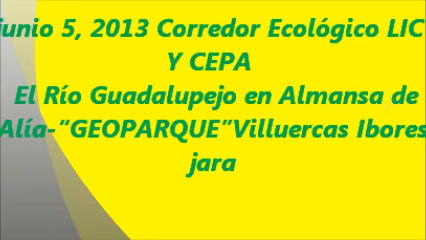 junio 5, 2013 Corredor Ecológico LIC
Y CEPA
El Río Guadalupejo en Almansa de
Alía-“GEOPARQUE”Villuercas Ibores
jara